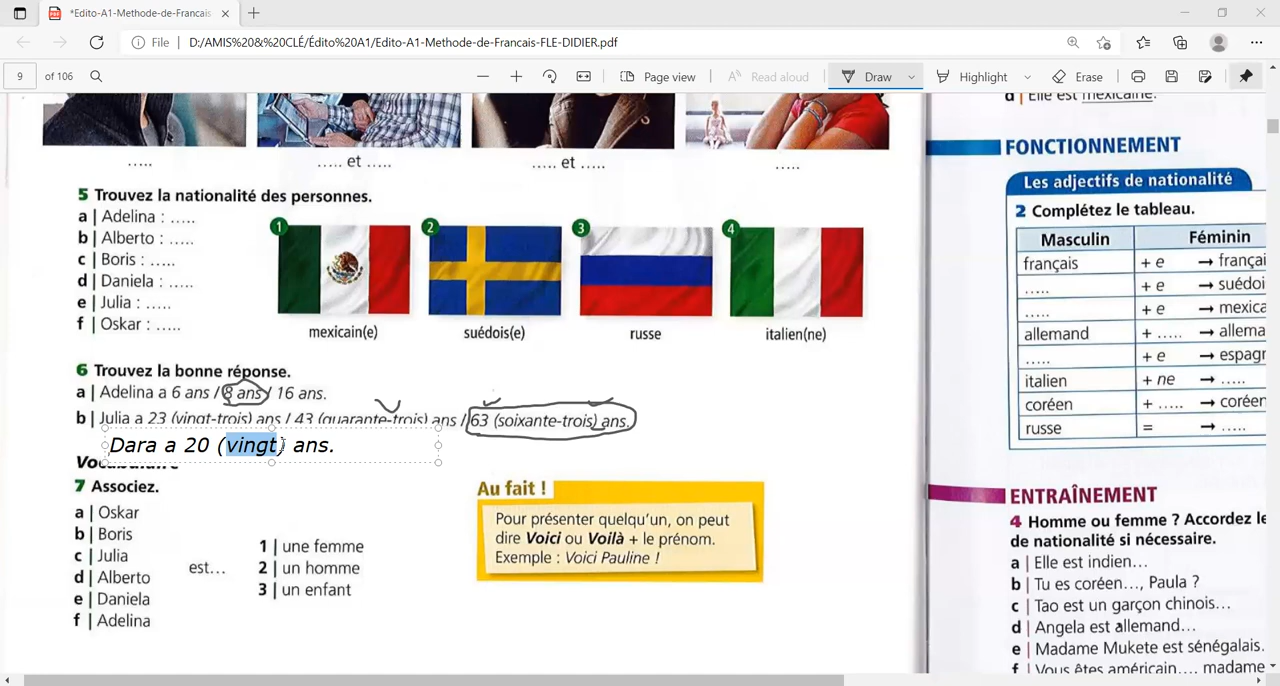 *Edito-A1-Methode-de-Francais
File
D:/AMIS%20&%20CLÉ/Édito%20A1/Edito-A1-Methode-de-Francais-FLE-DIDIER.pdf
9 of 106
Page view
Read aloud
Draw
Highlight
Erase
.....
..... et .....
..... et .....
.....
5 Trouvez la nationalité des personnes.
a | Adelina : .....
b | Alberto : .....
c | Boris : .....
d | Daniela : .....
e | Julia : .....
f | Oskar : .....
1
2
3
4
mexicain(e)
suédois(e)
russe
italien(ne)
6 Trouvez la bonne réponse.
a | Adelina a 6 ans / 8 ans / 16 ans.
b | Julia a 23 (vingt-trois) ans / 43 (quarante-trois) ans / 63 (soixante-trois) ans.
Dara a 20 (vingt) ans.
Vocabulaire
7 Associez.
a | Oskar
b | Boris
c | Julia
d | Alberto
e | Daniela
f | Adelina
est...
1 | une femme
2 | un homme
3 | un enfant
Au fait !
Pour présenter quelqu'un, on peut
dire Voici ou Voilà + le prénom.
Exemple : Voici Pauline !
d | Elle est mexicaine.
FONCTIONNEMENT
Les adjectifs de nationalité
2 Complétez le tableau.
Masculin Féminin
français + e → françai
..... + e → suédoi
..... + e → mexica
allemand + ..... → allema
..... + e → espagr
italien + ne → .....
coréen + ..... → coréen
russe = → .....
ENTRAÎNEMENT
4 Homme ou femme ? Accordez le
de nationalité si nécessaire.
a | Elle est indien...
b | Tu es coréen..., Paula ?
c | Tao est un garçon chinois...
d | Angela est allemand...
e | Madame Mukete est sénégalais.
f | Vous êtes américain...., madame